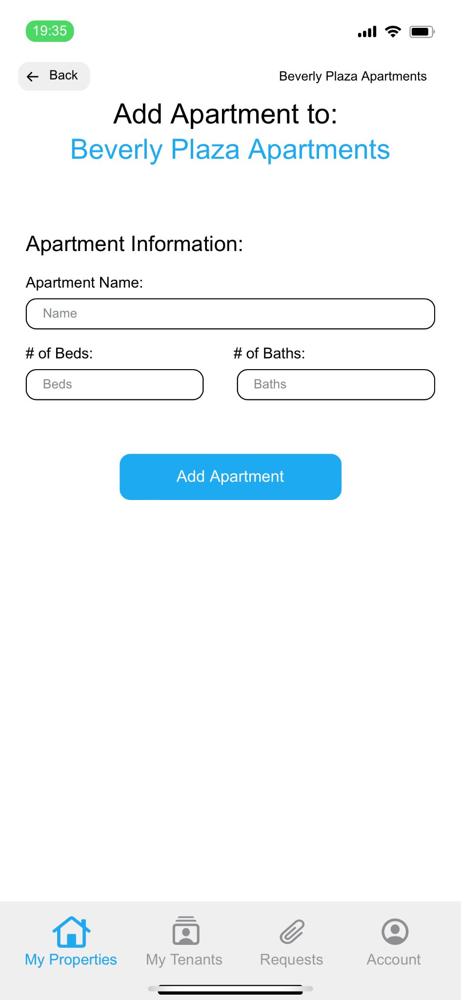 19:35
Back
Beverly Plaza Apartments
Add Apartment to:
Beverly Plaza Apartments
Apartment Information:
Apartment Name:
Name
# of Beds:
# of Baths:
Beds
Baths
Add Apartment
My Properties
My Tenants
Requests
Account